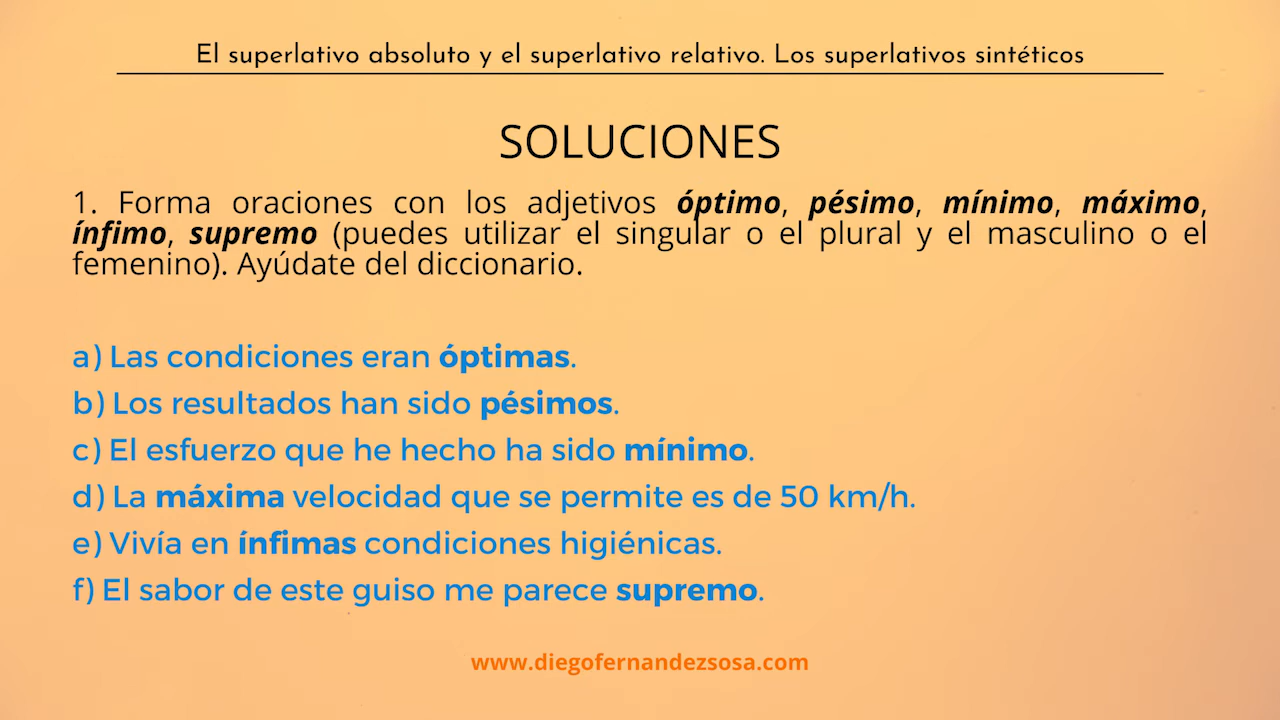 El superlativo absoluto y el superlativo relativo. Los superlativos sintéticos
SOLUCIONES
1. Forma oraciones con los adjetivos óptimo, pésimo, mínimo, máximo,
ínfimo, supremo (puedes utilizar el singular o el plural y el masculino o el
femenino). Ayúdate del diccionario.
a) Las condiciones eran óptimas.
b) Los resultados han sido pésimos.
c) El esfuerzo que he hecho ha sido mínimo.
d) La máxima velocidad que se permite es de 50 km/h.
e) Vivía en ínfimas condiciones higiénicas.
f) El sabor de este guiso me parece supremo.
www.diegofernandezsosa.com